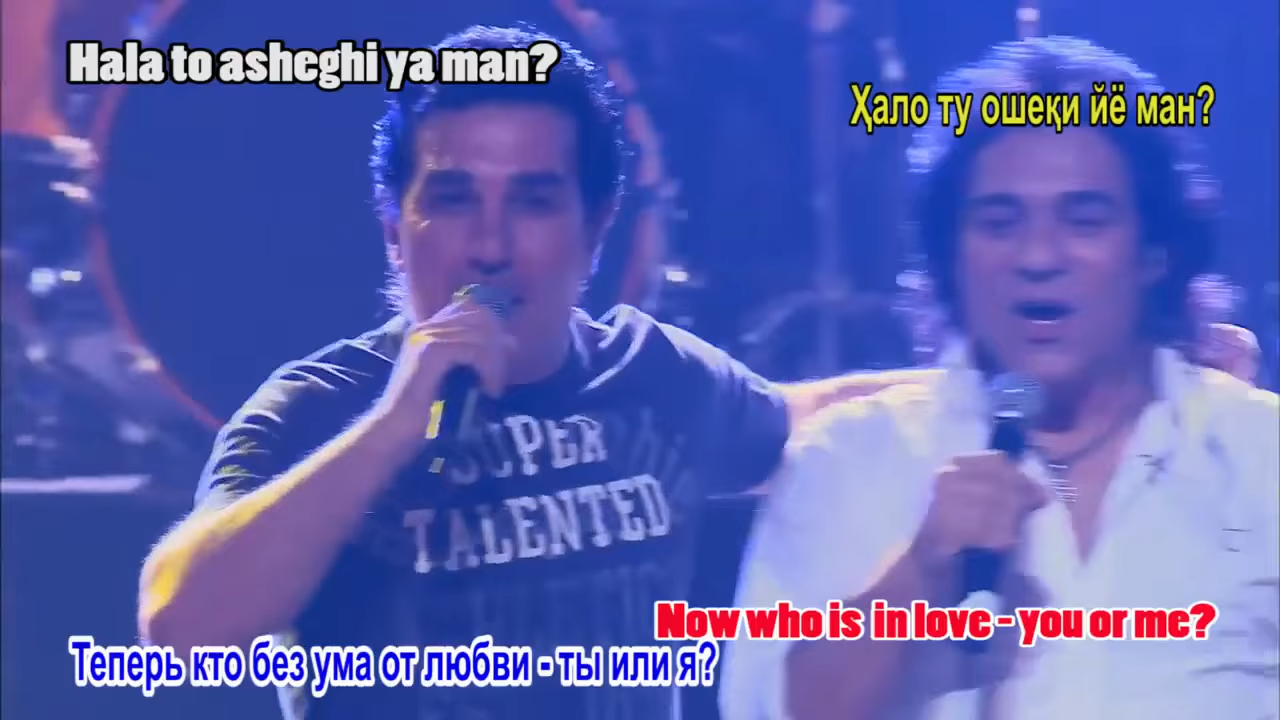 Hala to asheghi ya man?
Ҳало ту ошеқи йё ман?
SUPER
TALENTED
Now who is in love - you or me?
Теперь кто без ума от любви - ты или я?